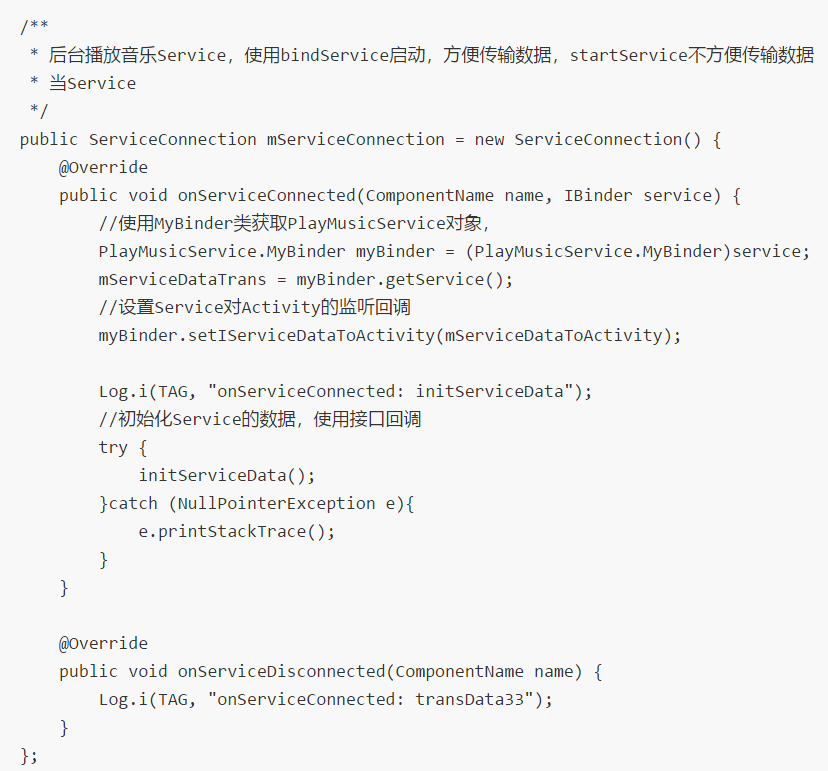 /**
 * 后台播放音乐Service，使用bindService启动，方便传输数据，startService不方便传输数据
 * 当Service
 */
public ServiceConnection mServiceConnection = new ServiceConnection() {
    @Override
    public void onServiceConnected(ComponentName name, IBinder service) {
        //使用MyBinder类获取PlayMusicService对象，
        PlayMusicService.MyBinder myBinder = (PlayMusicService.MyBinder)service;
        mServiceDataTrans = myBinder.getService();
        //设置Service对Activity的监听回调
        myBinder.setIServiceDataToActivity(mServiceDataToActivity);

        Log.i(TAG, "onServiceConnected: initServiceData");
        //初始化Service的数据，使用接口回调
        try {
            initServiceData();
        }catch (NullPointerException e){
            e.printStackTrace();
        }
    }

    @Override
    public void onServiceDisconnected(ComponentName name) {
        Log.i(TAG, "onServiceConnected: transData33");
    }
};